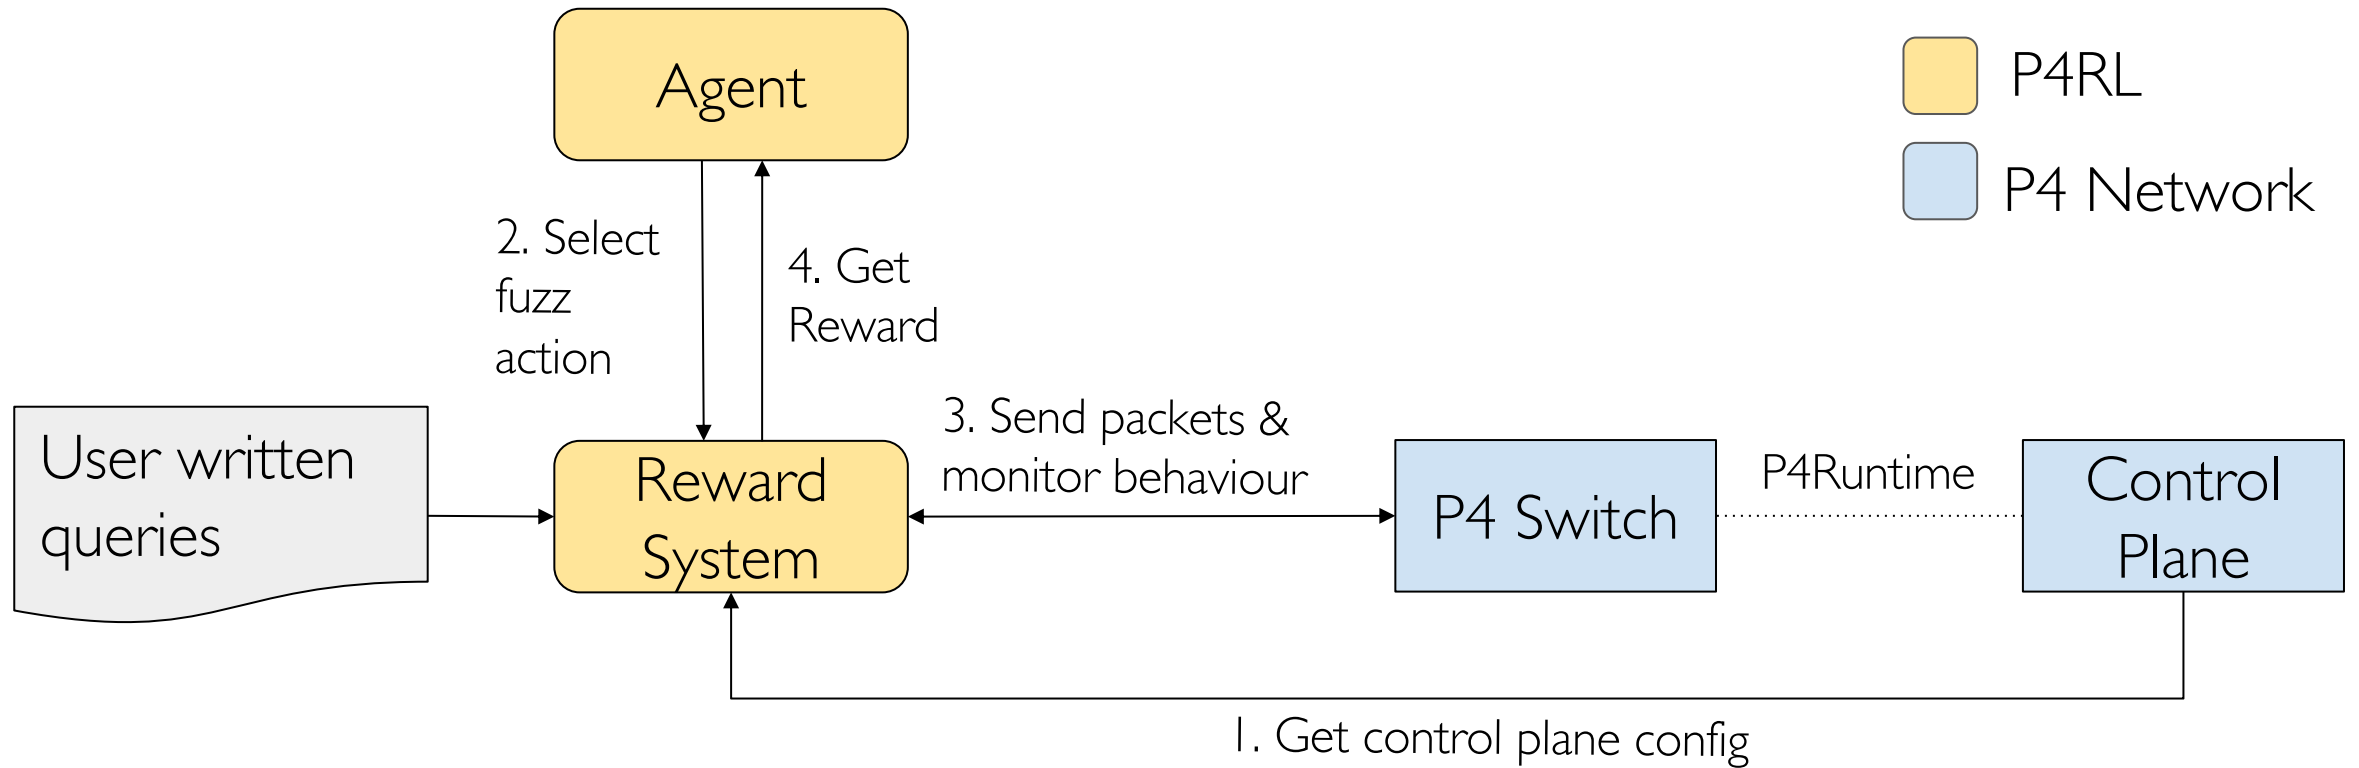 Agent
P4RL
P4 Network
2. Select
fuzz
action
4. Get
Reward
User written
queries
Reward
System
3. Send packets &
monitor behaviour
P4 Switch
P4Runtime
Control
Plane
1. Get control plane config